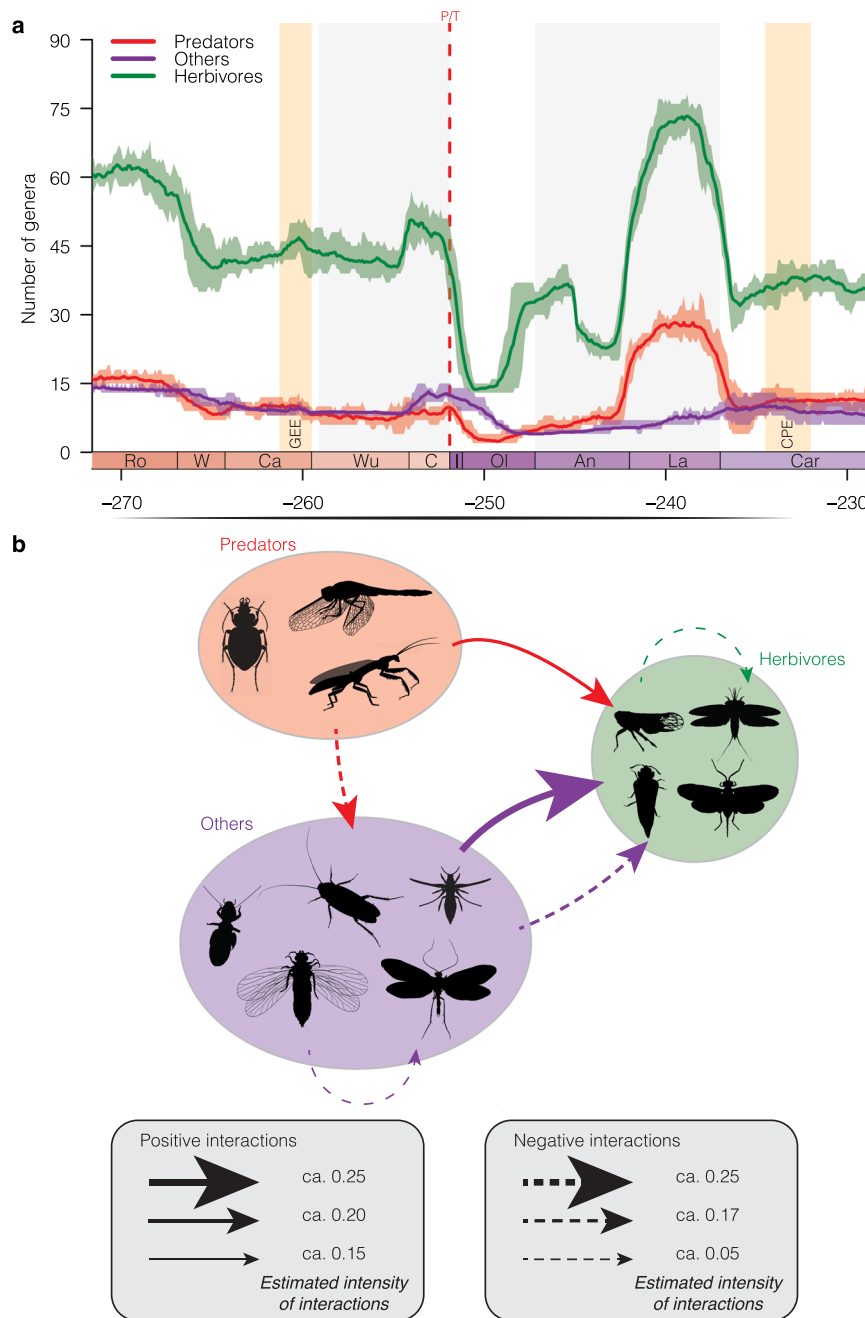 a
P/T
90
75
60
45
30
15
0
Number of genera
Predators
Others
Herbivores
GEE
CPE
Ro W Ca Wu C I Ol An La Car
−270 −260 −250 −240 −230
b
Predators
Herbivores
Others
Positive interactions
ca. 0.25
ca. 0.20
ca. 0.15
Estimated intensity
of interactions
Negative interactions
ca. 0.25
ca. 0.17
ca. 0.05
Estimated intensity
of interactions